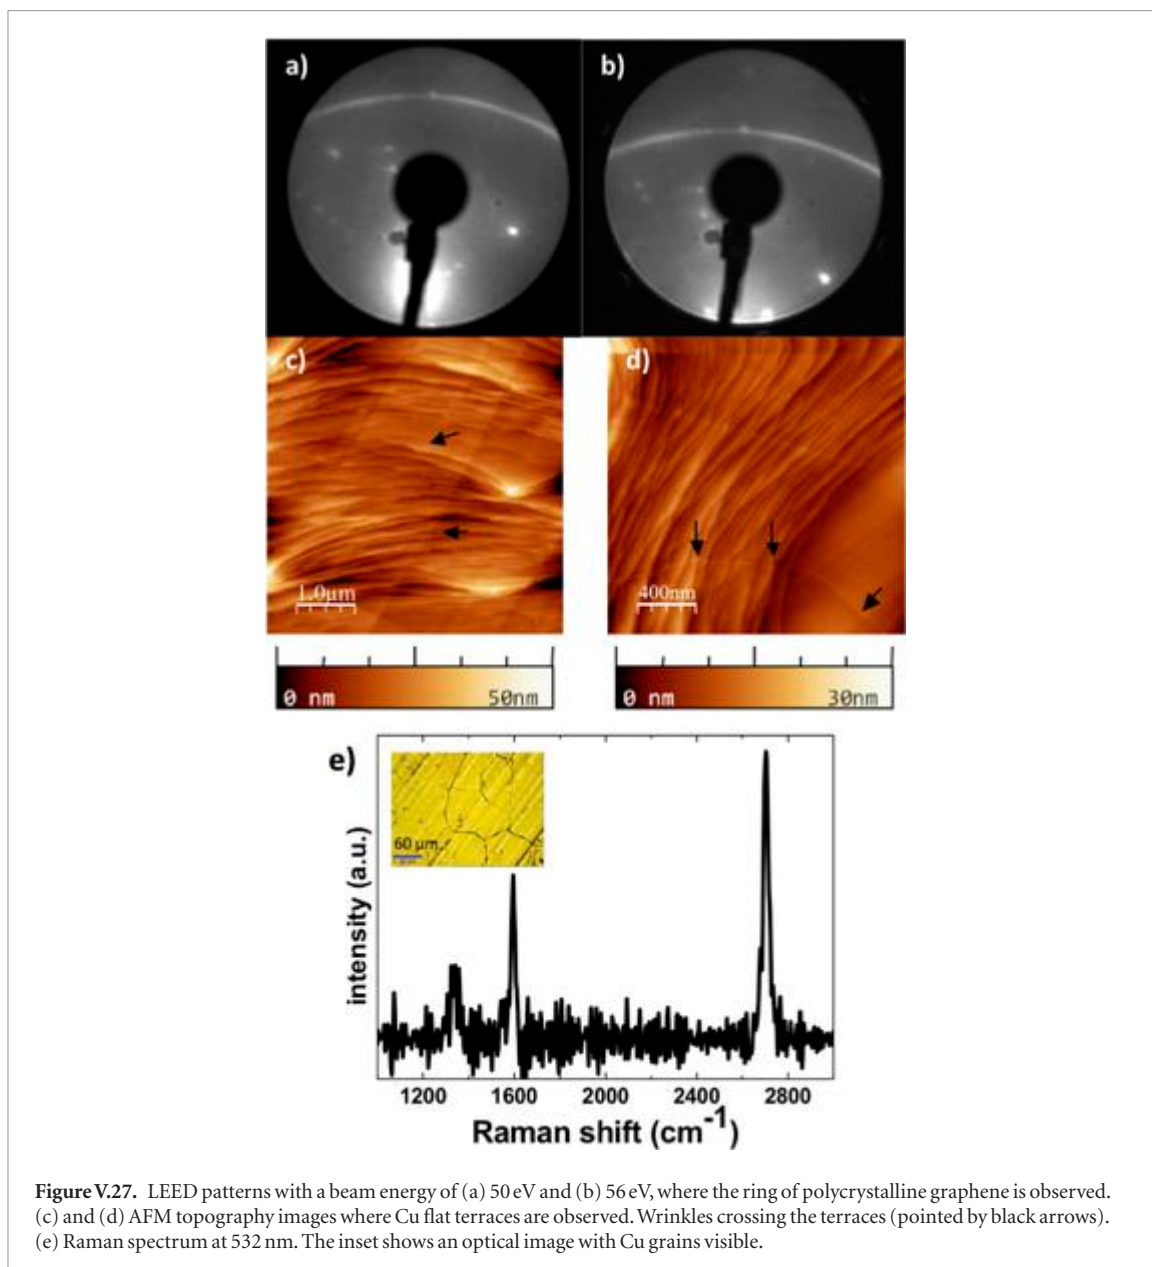 a)
b)
c)
d)
1.0μm
400nm
0 nm
50nm
0 nm
30nm
e)
60 μm
intensity (a.u.)
1200
1600
2000
2400
2800
Raman shift (cm-1)
Figure V.27. LEED patterns with a beam energy of (a) 50 eV and (b) 56 eV, where the ring of polycrystalline graphene is observed.
(c) and (d) AFM topography images where Cu flat terraces are observed. Wrinkles crossing the terraces (pointed by black arrows).
(e) Raman spectrum at 532 nm. The inset shows an optical image with Cu grains visible.